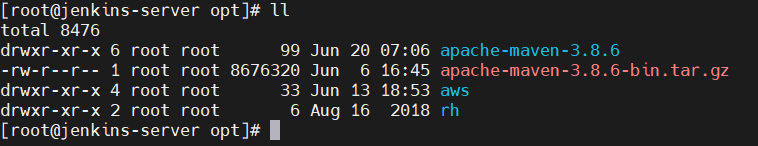 [root@jenkins-server opt]# ll
total 8476
drwxr-xr-x 6 root root      99 Jun 20 07:06 apache-maven-3.8.6
-rw-r--r-- 1 root root 8676320 Jun  6 16:45 apache-maven-3.8.6-bin.tar.gz
drwxr-xr-x 4 root root      33 Jun 13 18:53 aws
drwxr-xr-x 2 root root       6 Aug 16  2018 rh
[root@jenkins-server opt]#